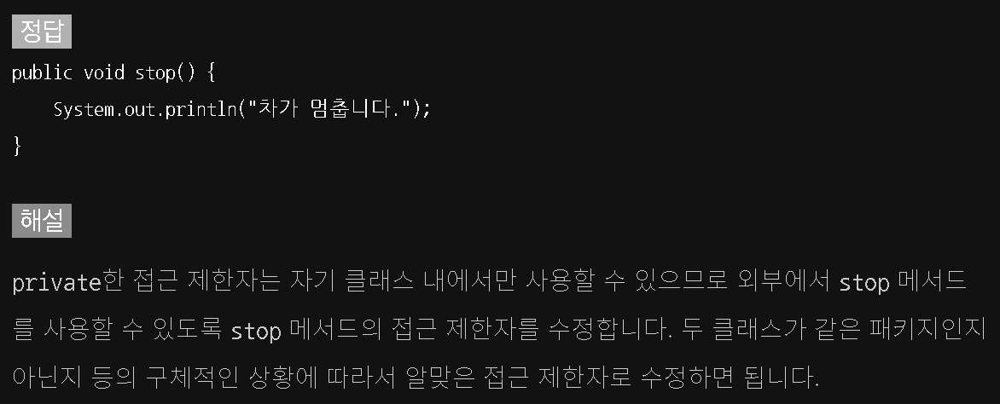 정답
public void stop() {
    System.out.println("차가 멈춥니다.");
}
해설
private한 접근 제한자는 자기 클래스 내에서만 사용할 수 있으므로 외부에서 stop 메서드
를 사용할 수 있도록 stop 메서드의 접근 제한자를 수정합니다. 두 클래스가 같은 패키지인지
아닌지 등의 구체적인 상황에 따라서 알맞은 접근 제한자로 수정하면 됩니다.